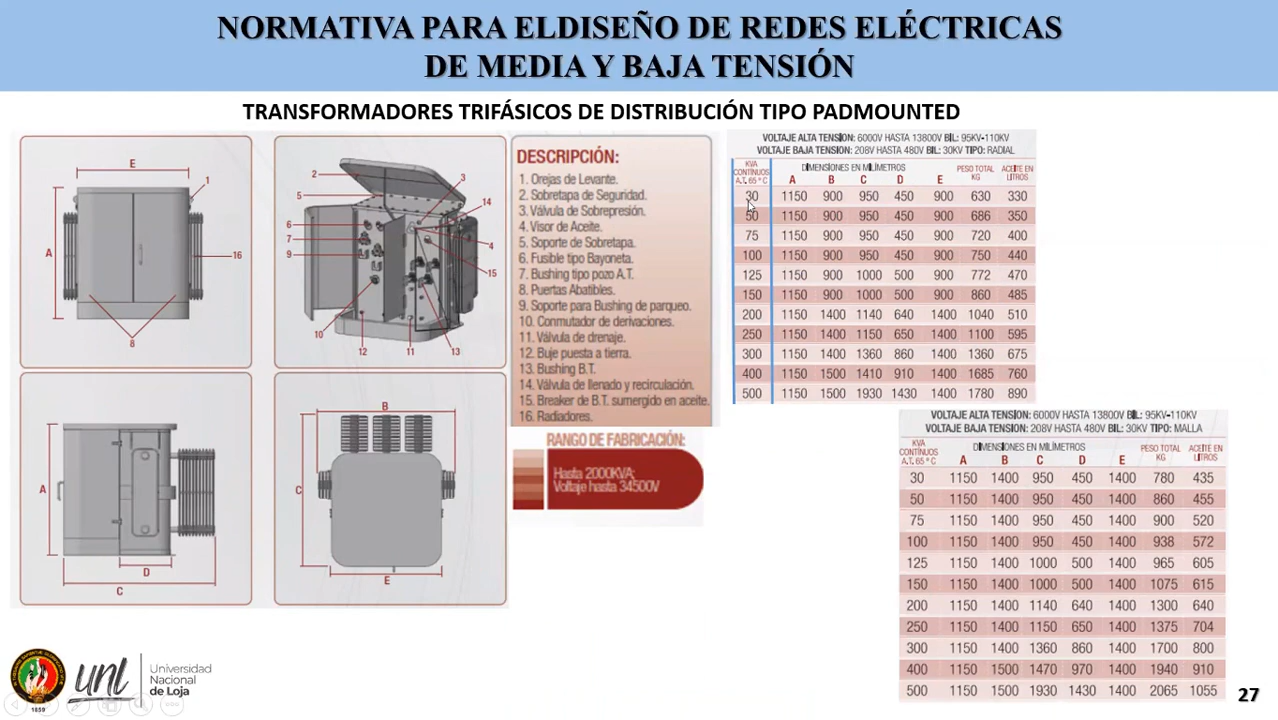 NORMATIVA PARA ELDISEÑO DE REDES ELÉCTRICAS
DE MEDIA Y BAJA TENSIÓN
TRANSFORMADORES TRIFÁSICOS DE DISTRIBUCIÓN TIPO PADMOUNTED
E
1
A
16
8
2
3
5
14
6
7
9
4
15
10
12
11
13
A
D
C
B
C
E
DESCRIPCIÓN:
1. Orejas de Levante.
2. Sobretapa de Seguridad.
3. Válvula de Sobrepresión.
4. Visor de Aceite.
5. Soporte de Sobretapa.
6. Fusible tipo Bayoneta.
7. Bushing tipo pozo A.T.
8. Puertas Abatibles.
9. Soporte para Bushing de parqueo.
10. Conmutador de derivaciones.
11. Válvula de drenaje.
12. Buje puesta a tierra.
13. Bushing B.T.
14. Válvula de llenado y recirculación.
15. Breaker de B.T. sumergido en aceite.
16. Radiadores.
RANGO DE FABRICACIÓN:
Hasta 2000KVA;
Voltaje hasta 34500V
VOLTAJE ALTA TENSION: 6000V HASTA 13800V BIL: 95KV-110KV
VOLTAJE BAJA TENSION: 208V HASTA 480V BIL: 30KV TIPO: RADIAL
KVA CONTINUOS A.T. 65 º C DIMENSIONES EN MILÍMETROS PESO TOTAL KG ACEITE EN LITROS
A B C D E
30 1150 900 950 450 900 630 330
50 1150 900 950 450 900 686 350
75 1150 900 950 450 900 720 400
100 1150 900 950 450 900 750 440
125 1150 900 1000 500 900 772 470
150 1150 900 1000 500 900 860 485
200 1150 1400 1140 640 1400 1040 510
250 1150 1400 1150 650 1400 1100 595
300 1150 1400 1360 860 1400 1360 675
400 1150 1500 1410 910 1400 1685 760
500 1150 1500 1930 1430 1400 1780 890
VOLTAJE ALTA TENSION: 6000V HASTA 13800V BIL: 95KV-110KV
VOLTAJE BAJA TENSION: 208V HASTA 480V BIL: 30KV TIPO: MALLA
KVA CONTÍNUOS A.T. 65 º C DIMENSIONES EN MILÍMETROS PESO TOTAL KG ACEITE EN LITROS
A B C D E
30 1150 1400 950 450 1400 780 435
50 1150 1400 950 450 1400 860 455
75 1150 1400 950 450 1400 900 520
100 1150 1400 950 450 1400 938 572
125 1150 1400 1000 500 1400 965 605
150 1150 1400 1000 500 1400 1075 615
200 1150 1400 1140 640 1400 1300 640
250 1150 1400 1150 650 1400 1375 704
300 1150 1400 1360 860 1400 1700 800
400 1150 1500 1470 970 1400 1940 910
500 1150 1500 1930 1430 1400 2065 1055
1859
unl
Universidad
Nacional
de Loja
27